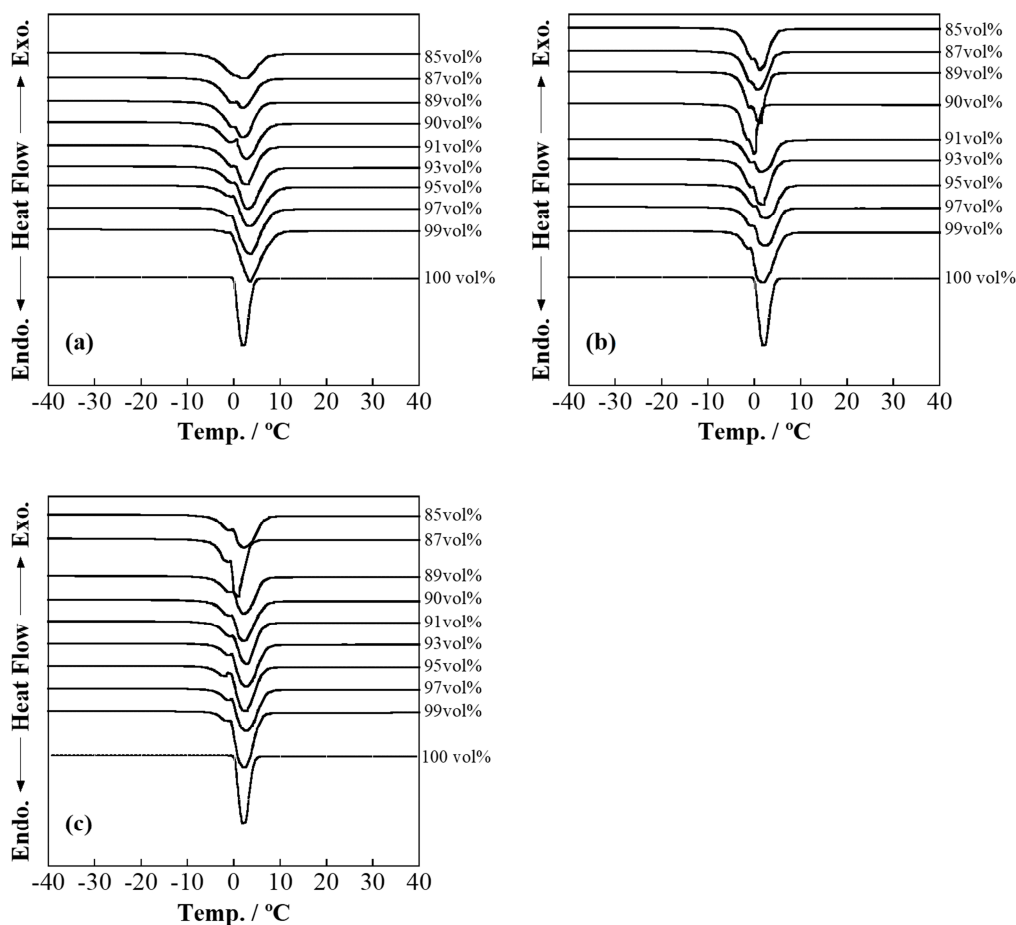 Endo. ← Heat Flow → Exo.
85vol%
87vol%
89vol%
90vol%
91vol%
93vol%
95vol%
97vol%
99vol%
100 vol%
(a)
-40 -30 -20 -10 0 10 20 30 40
Temp. / ºC
Endo. ← Heat Flow → Exo.
85vol%
87vol%
89vol%
90vol%
91vol%
93vol%
95vol%
97vol%
99vol%
100 vol%
(b)
-40 -30 -20 -10 0 10 20 30 40
Temp. / ºC
Endo. ← Heat Flow → Exo.
85vol%
87vol%
89vol%
90vol%
91vol%
93vol%
95vol%
97vol%
99vol%
100 vol%
(c)
-40 -30 -20 -10 0 10 20 30 40
Temp. / ºC